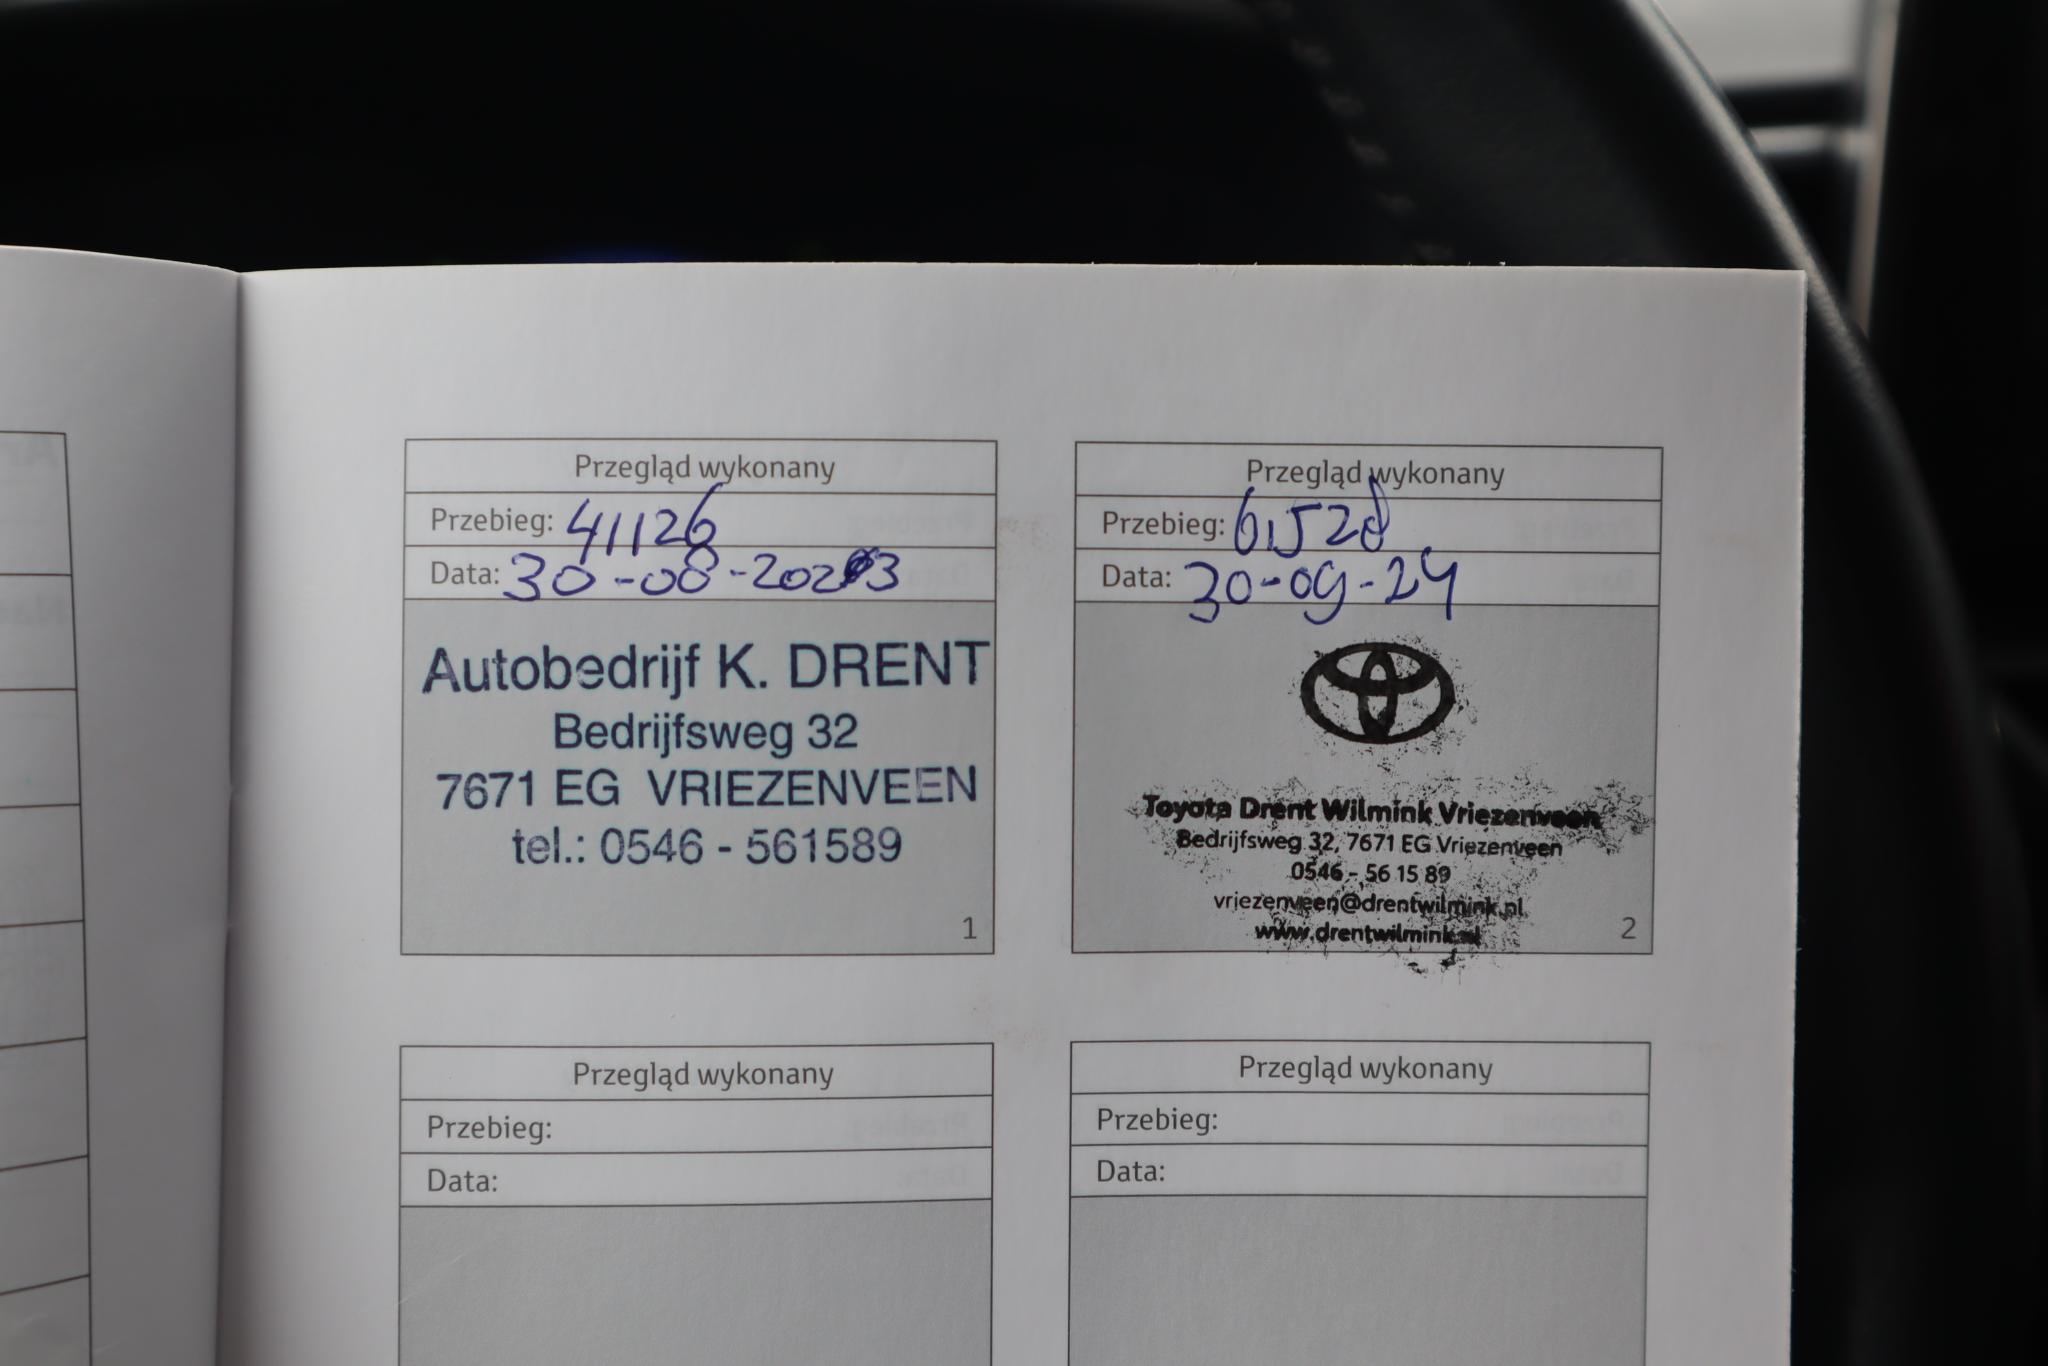 Przegląd wykonany
Przebieg: 41126
Data: 30-08-2023
Autobedrijf K. DRENT
Bedrijfsweg 32
7671 EG VRIEZENVEEN
tel.: 0546 - 561589
1
Przegląd wykonany
Przebieg: 61528
Data: 30-09-24
Toyota Drent Wilmink Vriezenveen
Bedrijfsweg 32, 7671 EG Vriezenveen
0546 - 56 15 89
vriezenveen@drentwilmink.nl
www.drentwilmink.nl
2
Przegląd wykonany
Przebieg:
Data:
Przegląd wykonany
Przebieg:
Data: